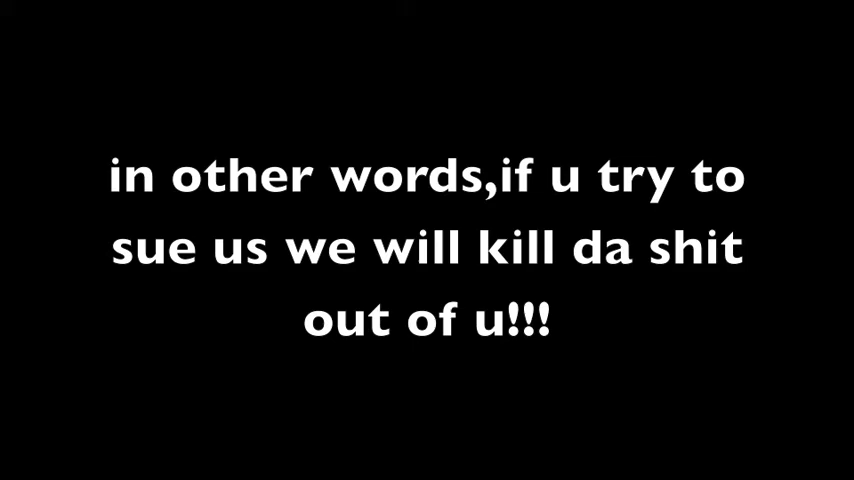 in other words,if u try to
sue us we will kill da shit
out of u!!!